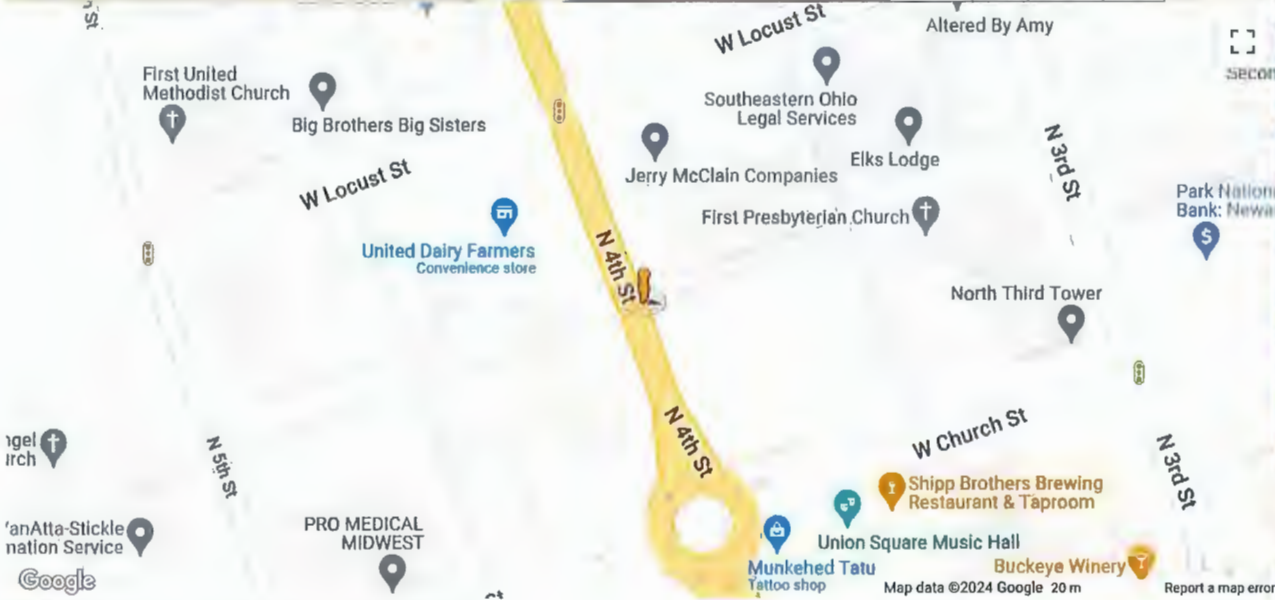 W Locust St
Altered By Amy
First United
Methodist Church
Big Brothers Big Sisters
Southeastern Ohio
Legal Services
Elks Lodge
Jerry McClain Companies
First Presbyterian Church
N 3rd St
W Locust St
Park
Bank:
United Dairy Farmers
Convenience store
N 4th St
North Third Tower
N 4th St
W Church St
N 5th St
N 3rd St
Shipp Brothers Brewing
Restaurant & Taproom
PRO MEDICAL
MIDWEST
Union Square Music Hall
Munkehed Tatu
Tattoo shop
Buckeye Winery
Google
Map data ©2024 Google 20 m
Report a map error